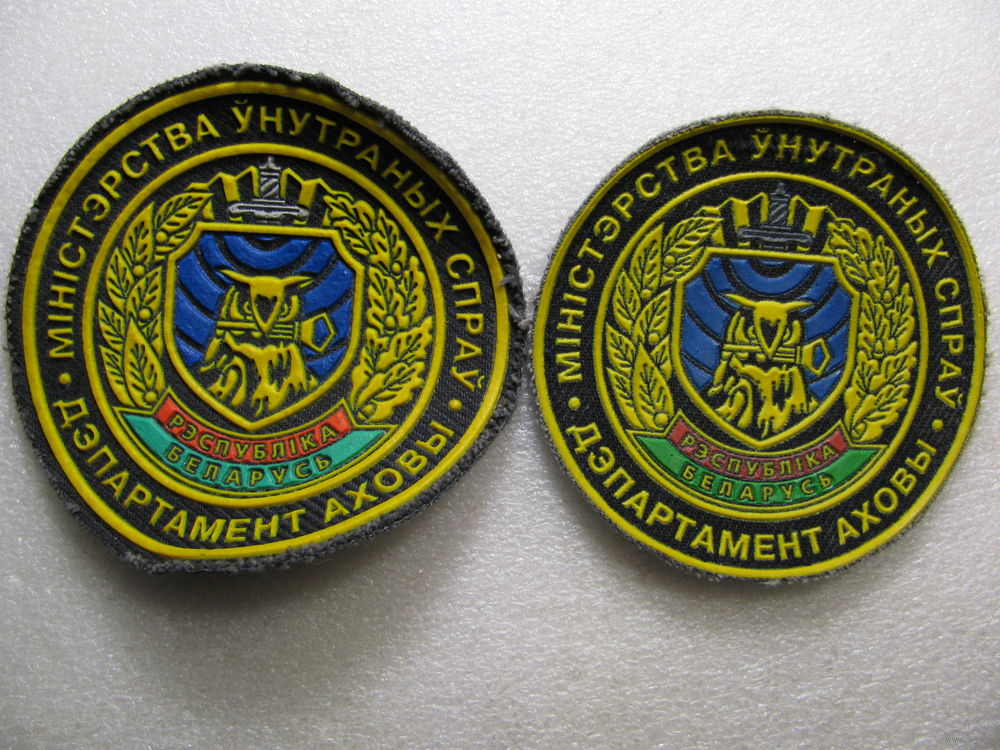 МІНІСТЭРСТВА ЎНУТРАНЫХ СПРАЎ
РЭСПУБЛІКА
БЕЛАРУСЬ
ДЭПАРТАМЕНТ АХОВЫ
МІНІСТЭРСТВА ЎНУТРАНЫХ СПРАЎ
РЭСПУБЛІКА
БЕЛАРУСЬ
ДЭПАРТАМЕНТ АХОВЫ